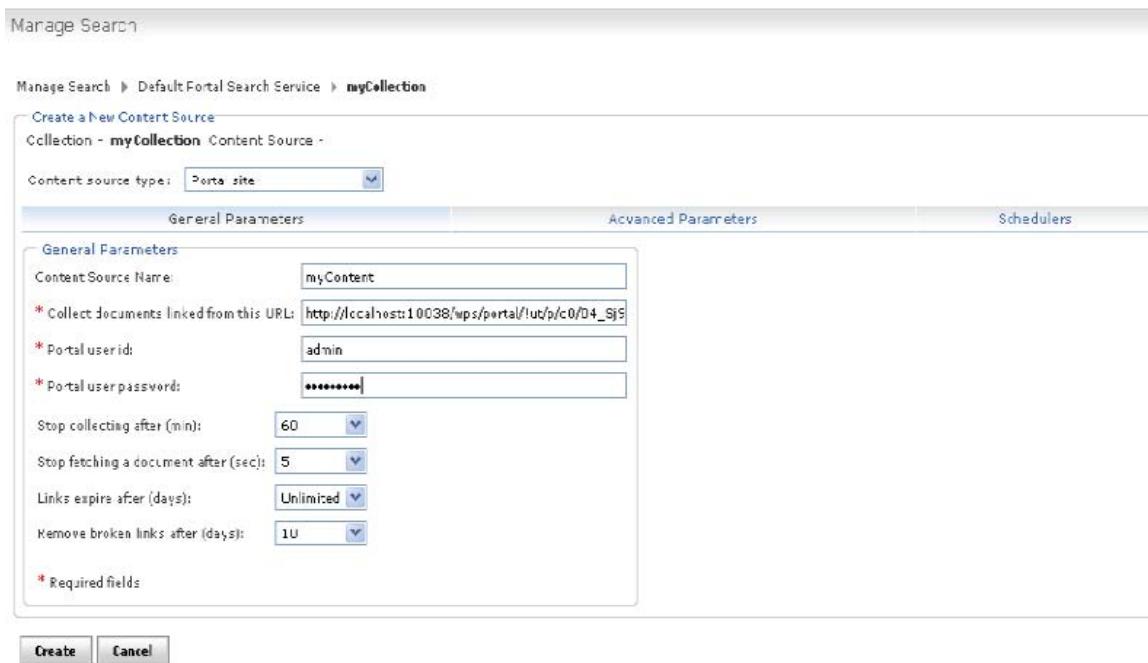 Manage Search
Manage Search Default Portal Search Service myCollection
Create a New Content Source
Collection - myCollection Content Source -
Content source type: Portal site
General Parameters Advanced Parameters Schedulers
General Parameters
Content Source Name: myContent
* Collect documents linked from this URL: http://localhost:10038/wps/portal/!ut/p/c0/04_Sj9
* Portal user id: admin
* Portal user password: •••••••••
Stop collecting after (min): 60
Stop fetching a document after (sec): 5
Links expire after (days): Unlimited
Remove broken links after (days): 10
* Required fields
Create Cancel